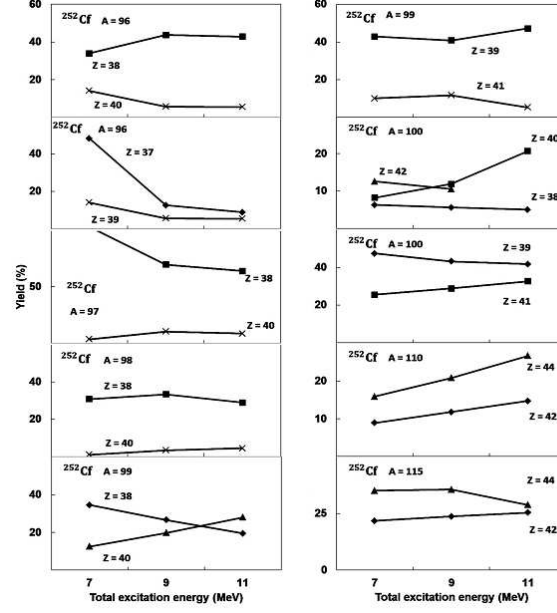 60
40
20
²⁵²Cf A = 96
Z = 38
Z = 40
²⁵²Cf A = 96
40
20
Z = 37
Z = 39
50
Z = 38
²⁵²Cf
A = 97
Z = 40
²⁵²Cf A = 98
40
20
Z = 38
Z = 40
²⁵²Cf A = 99
40
20
Z = 38
Z = 40
7 9 11
Total excitation energy (MeV)
Yield (%)
60
40
20
²⁵²Cf A = 99
Z = 39
Z = 41
²⁵²Cf A = 100
20
10
Z = 42
Z = 40
Z = 38
²⁵²Cf A = 100
40
20
Z = 39
Z = 41
²⁵²Cf A = 110
20
10
Z = 44
Z = 42
²⁵²Cf A = 115
25
0
Z = 44
Z = 42
7 9 11
Total excitation energy (MeV)